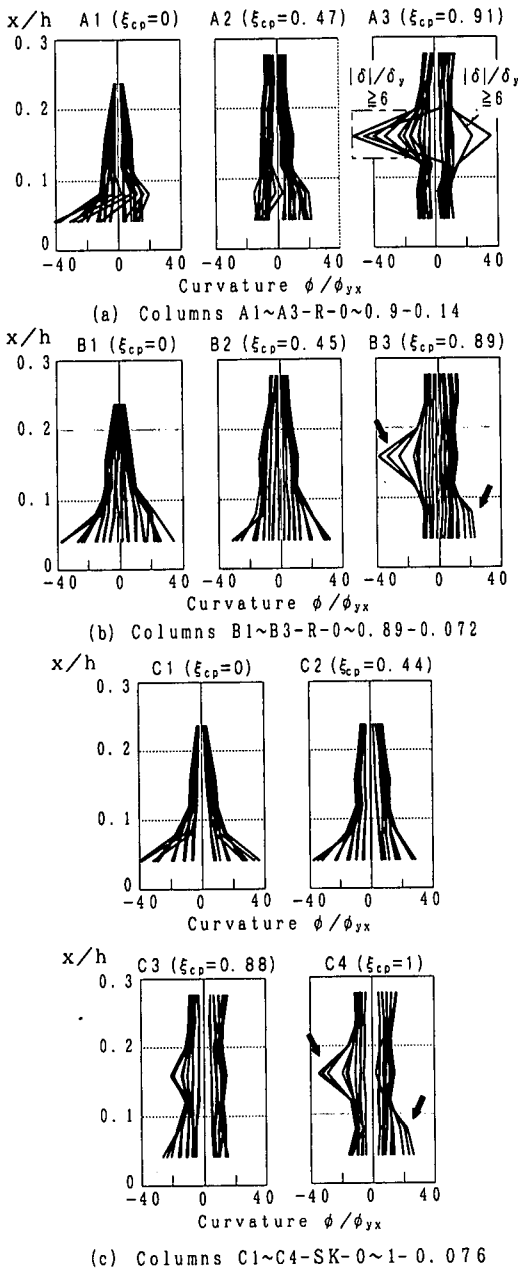 x/h A1 (ξcp=0) A2 (ξcp=0.47) A3 (ξcp=0.91)
0.3
|δ|/δy |δ|/δy
≧6 ≧6
0.2
0.1
0
-40 0 40 -40 0 40 -40 0 40
Curvature ϕ/ϕyx
(a) Columns A1~A3-R-0~0.9-0.14
x/h B1 (ξcp=0) B2 (ξcp=0.45) B3 (ξcp=0.89)
0.3
0.2
0.1
0
-40 0 40 -40 0 40 -40 0 40
Curvature ϕ/ϕyx
(b) Columns B1~B3-R-0~0.89-0.072
x/h C1 (ξcp=0) C2 (ξcp=0.44)
0.3
0.2
0.1
0
-40 0 40 -40 0 40
Curvature ϕ/ϕyx
x/h C3 (ξcp=0.88) C4 (ξcp=1)
0.3
0.2
0.1
0
-40 0 40 -40 0 40
Curvature ϕ/ϕyx
(c) Columns C1~C4-SK-0~1-0.076